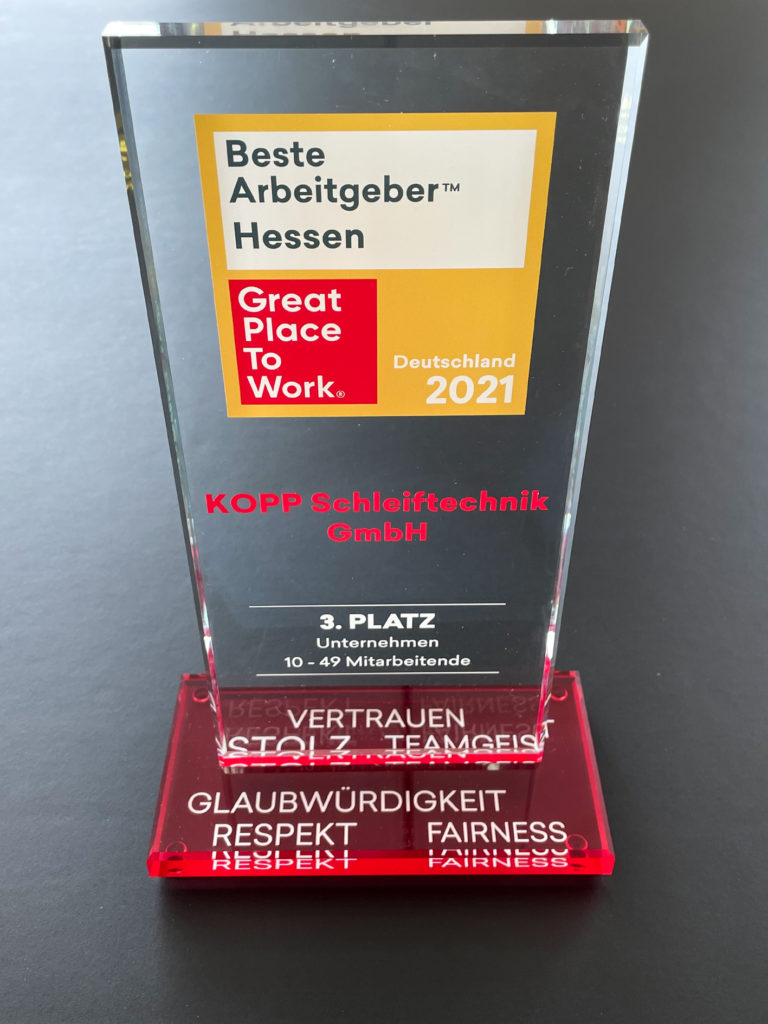 Beste
Arbeitgeber™
Hessen
Great
Place
To
Work®
Deutschland
2021
KOPP Schleiftechnik
GmbH
3. PLATZ
Unternehmen
10 - 49 Mitarbeitende
VERTRAUEN
STOLZ TEAMGEIST
GLAUBWÜRDIGKEIT
RESPEKT FAIRNESS